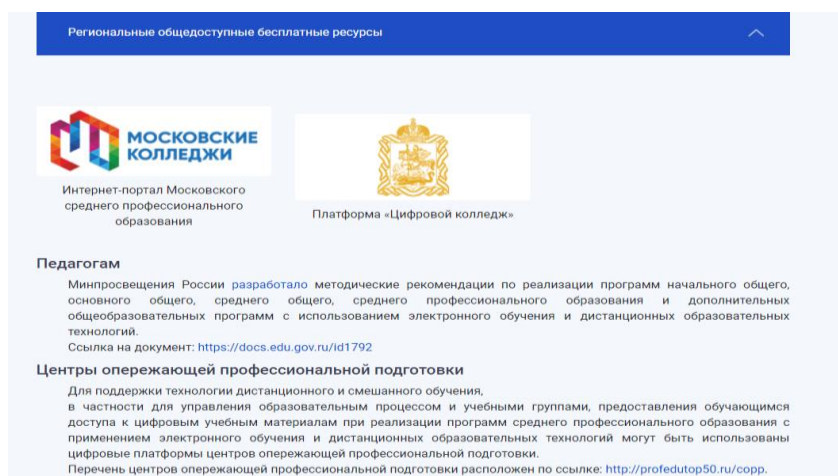 Региональные общедоступные бесплатные ресурсы
МОСКОВСКИЕ
КОЛЛЕДЖИ
Интернет-портал Московского
среднего профессионального
образования
Платформа «Цифровой колледж»
Педагогам
Минпросвещения России разработало методические рекомендации по реализации программ начального общего,
основного общего, среднего общего, среднего профессионального образования и дополнительных
общеобразовательных программ с использованием электронного обучения и дистанционных образовательных
технологий.
Ссылка на документ: https://docs.edu.gov.ru/id1792
Центры опережающей профессиональной подготовки
Для поддержки технологии дистанционного и смешанного обучения,
в частности для управления образовательным процессом и учебными группами, предоставления обучающимся
доступа к цифровым учебным материалам при реализации программ среднего профессионального образования с
применением электронного обучения и дистанционных образовательных технологий могут быть использованы
цифровые платформы центров опережающей профессиональной подготовки.
Перечень центров опережающей профессиональной подготовки расположен по ссылке: http://profedutop50.ru/copp.